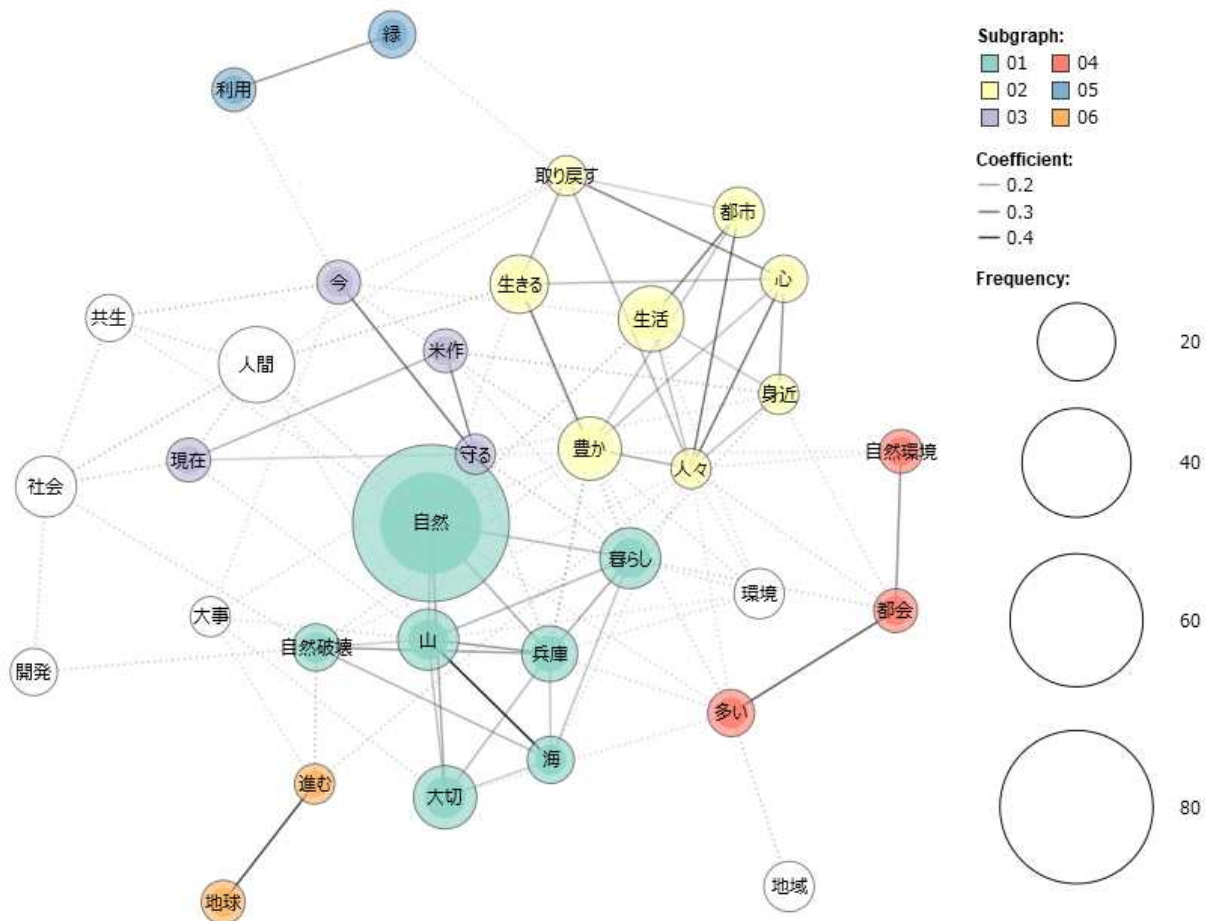 緑
利用
取り戻す
都市
心
今
生きる
共生
生活
米作
人間
身近
豊か
守る
現在
人々
自然環境
社会
自然
暮らし
環境
都会
大事
山
自然破壊
兵庫
開発
多い
海
進む
大切
地球
地域
Subgraph:
01 04
02 05
03 06
Coefficient:
0.2
0.3
0.4
Frequency:
20
40
60
80